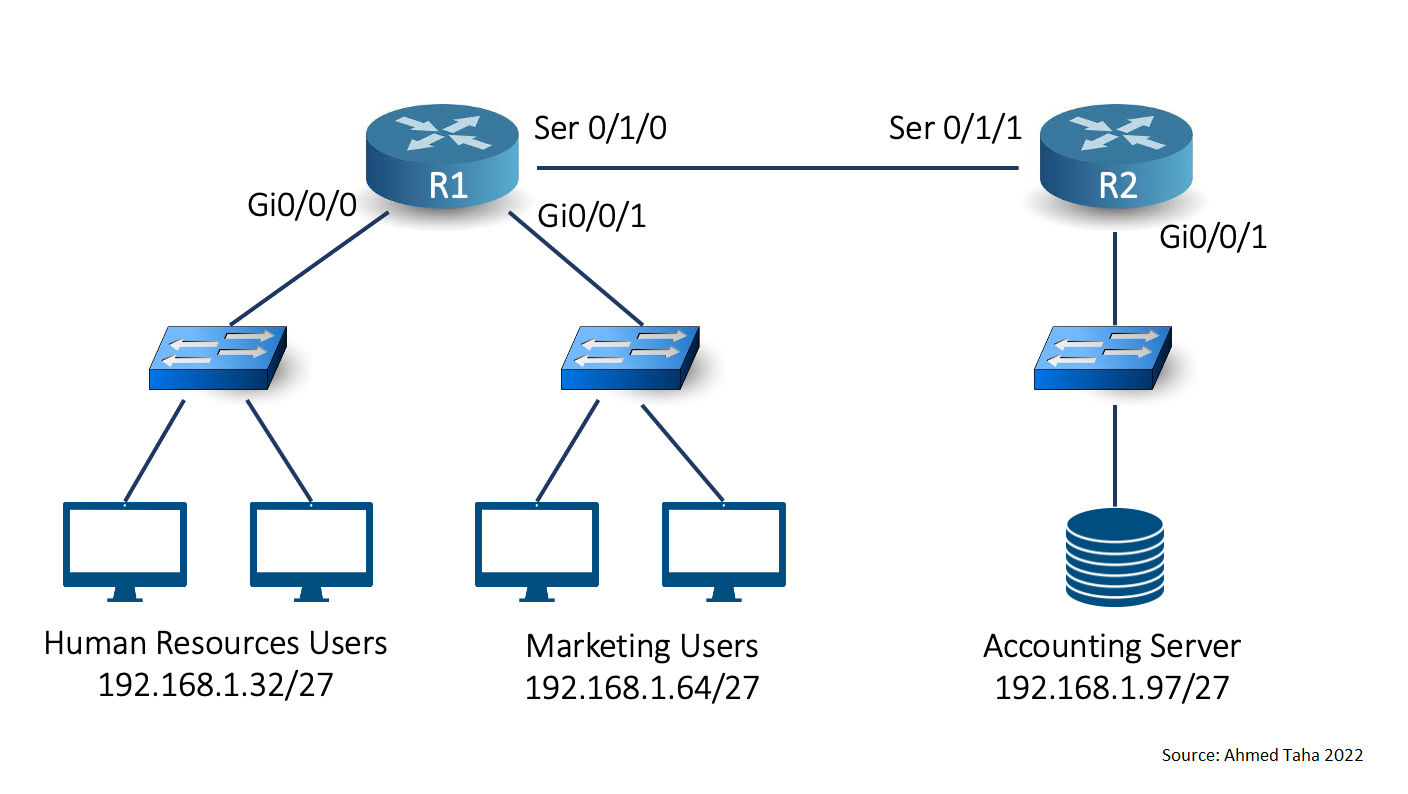 Ser 0/1/0
Ser 0/1/1
R1
R2
Gi0/0/0
Gi0/0/1
Gi0/0/1
Human Resources Users
192.168.1.32/27
Marketing Users
192.168.1.64/27
Accounting Server
192.168.1.97/27
Source: Ahmed Taha 2022